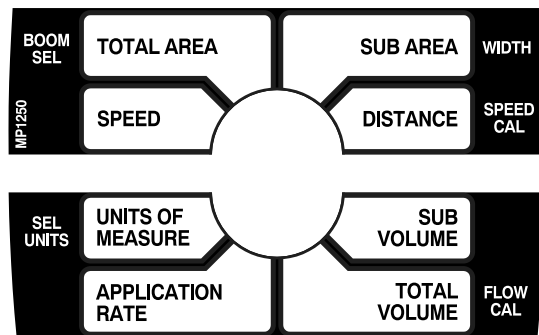 BOOM
SEL
TOTAL AREA
SUB AREA
WIDTH
MP1250
SPEED
DISTANCE
SPEED
CAL
SEL
UNITS
UNITS OF
MEASURE
SUB
VOLUME
APPLICATION
RATE
TOTAL
VOLUME
FLOW
CAL